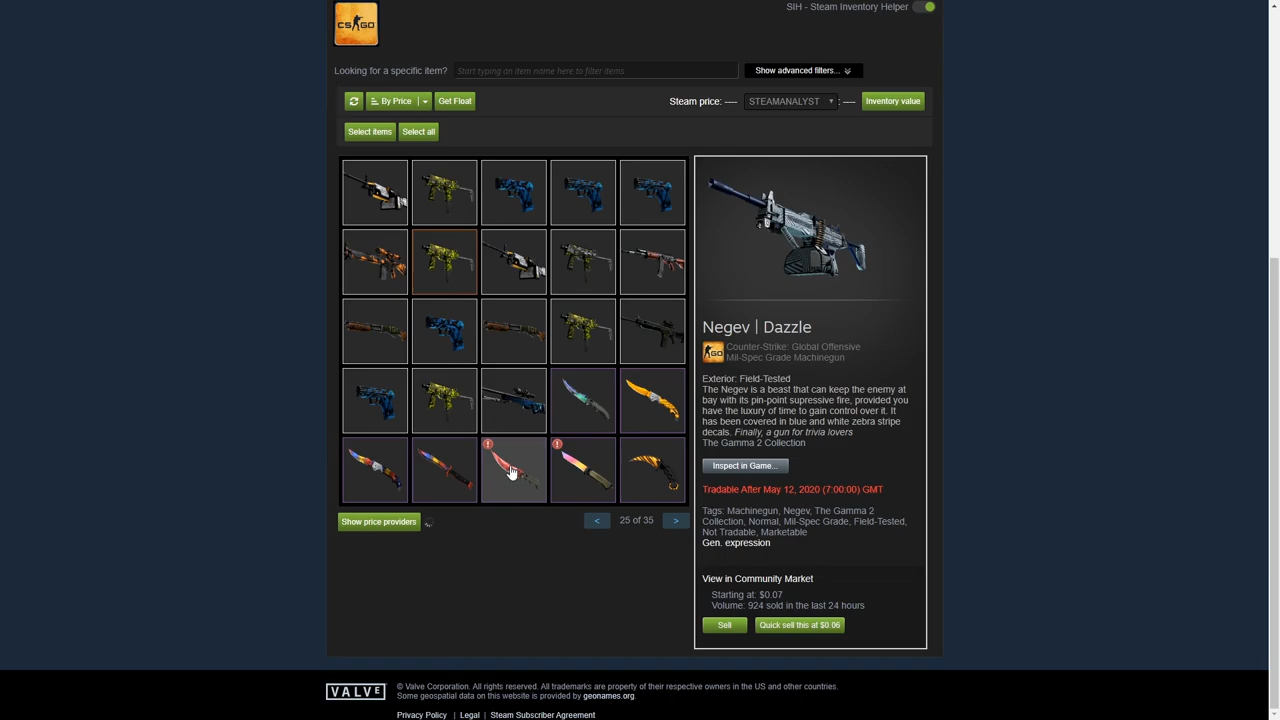 SIH - Steam Inventory Helper
CS GO
Looking for a specific item? Start typing an item name here to filter items Show advanced filters...
By Price Get Float Steam price: ---- STEAMANALYST : ---- Inventory value
Select items Select all
Negev | Dazzle
GO Counter-Strike: Global Offensive
Mil-Spec Grade Machinegun
Exterior: Field-Tested
The Negev is a beast that can keep the enemy at
bay with its pin-point supressive fire, provided you
have the luxury of time to gain control over it. It
has been covered in blue and white zebra stripe
decals. Finally, a gun for trivia lovers
The Gamma 2 Collection
Inspect in Game...
Tradable After May 12, 2020 (7:00:00) GMT
Tags: Machinegun, Negev, The Gamma 2
Collection, Normal, Mil-Spec Grade, Field-Tested,
Not Tradable, Marketable
Gen. expression
Show price providers < 25 of 35 >
View in Community Market
Starting at: $0.07
Volume: 924 sold in the last 24 hours
Sell Quick sell this at $0.06
VALVE © Valve Corporation. All rights reserved. All trademarks are property of their respective owners in the US and other countries.
Some geospatial data on this website is provided by geonames.org.
Privacy Policy | Legal | Steam Subscriber Agreement